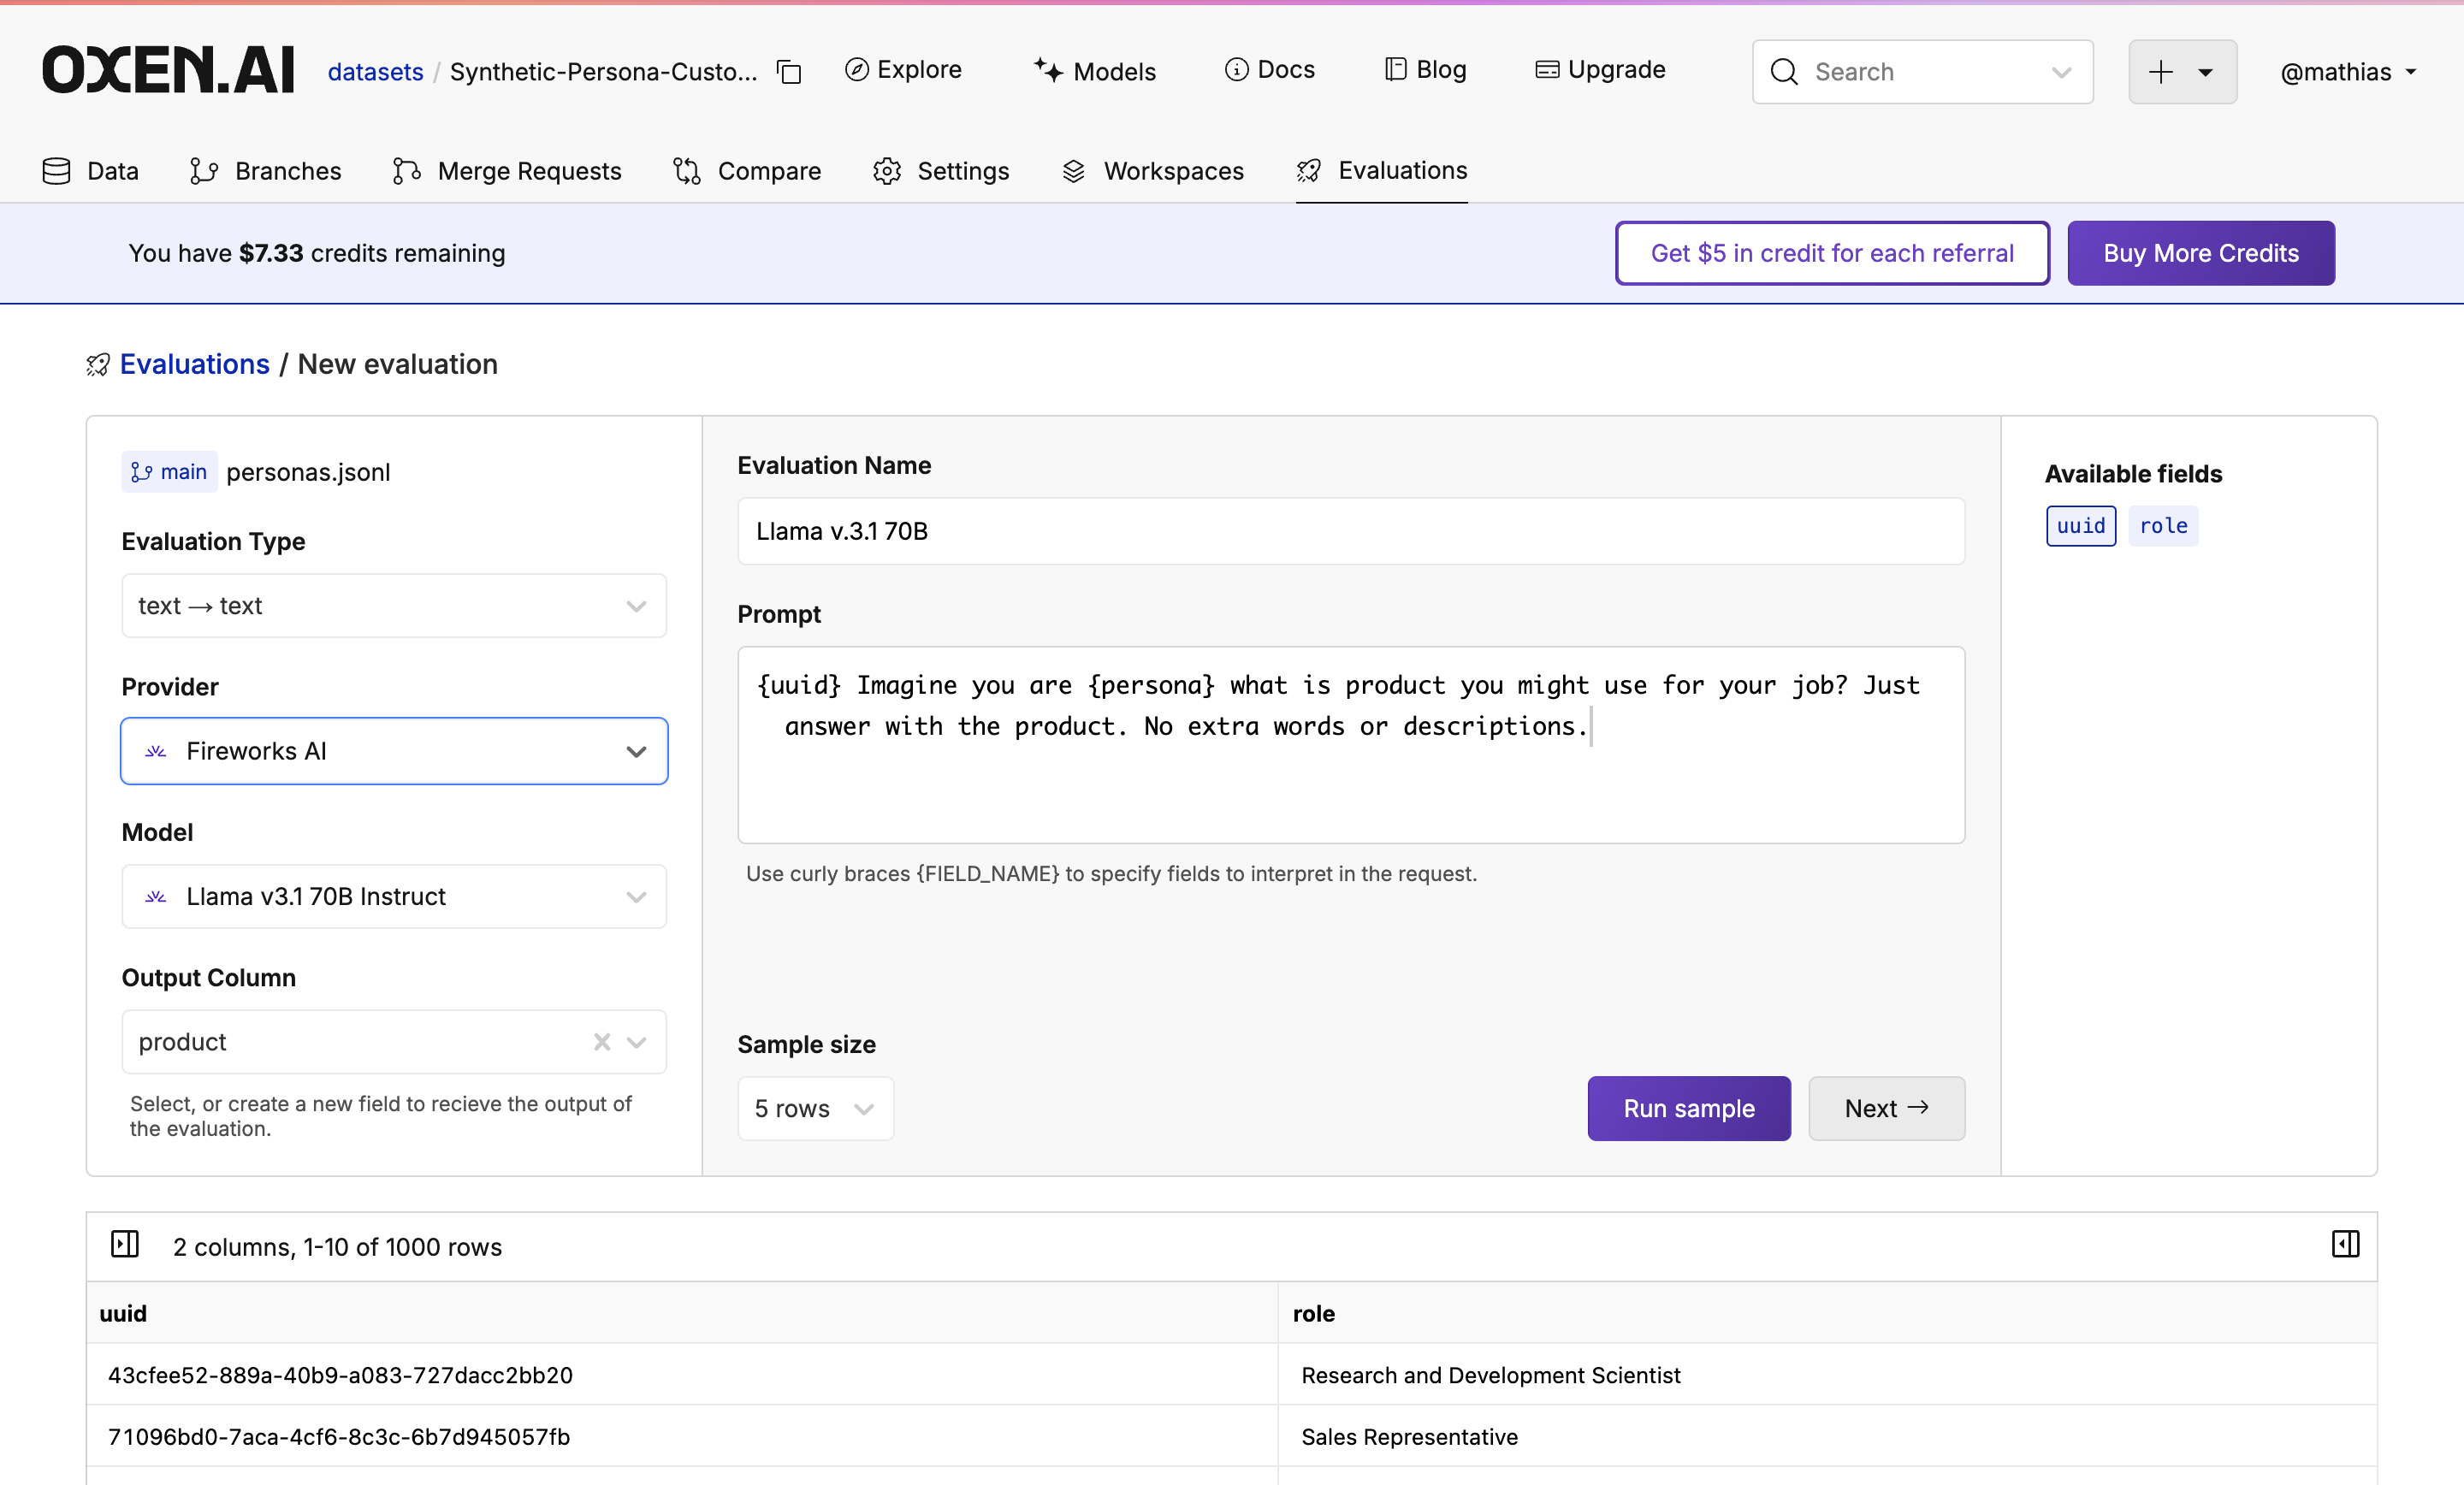 OXEN.AI datasets / Synthetic-Persona-Custo... Explore Models Docs Blog Upgrade Search @mathias
Data Branches Merge Requests Compare Settings Workspaces Evaluations
You have $7.33 credits remaining Get $5 in credit for each referral Buy More Credits
Evaluations / New evaluation
main personas.jsonl
Evaluation Type
text → text
Provider
Fireworks AI
Model
Llama v3.1 70B Instruct
Output Column
product
Select, or create a new field to recieve the output of
the evaluation.
Evaluation Name
Llama v.3.1 70B
Prompt
{uuid} Imagine you are {persona} what is product you might use for your job? Just
answer with the product. No extra words or descriptions.
Use curly braces {FIELD_NAME} to specify fields to interpret in the request.
Sample size
5 rows Run sample Next →
Available fields
uuid role
2 columns, 1-10 of 1000 rows
uuid role
43cfee52-889a-40b9-a083-727dacc2bb20 Research and Development Scientist
71096bd0-7aca-4cf6-8c3c-6b7d945057fb Sales Representative